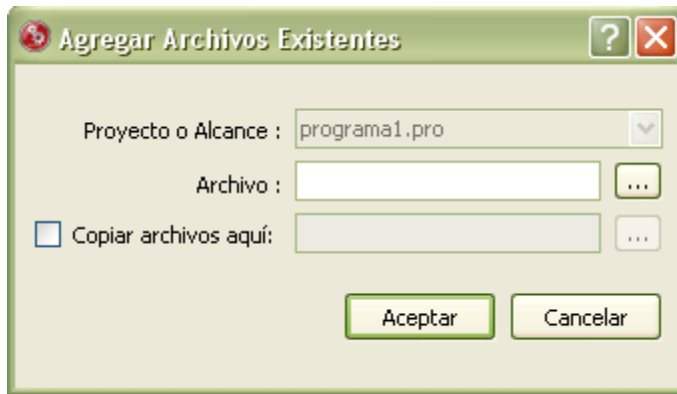 Agregar Archivos Existentes
?
Proyecto o Alcance : programa1.pro
Archivo : ...
Copiar archivos aquí: ...
Aceptar Cancelar